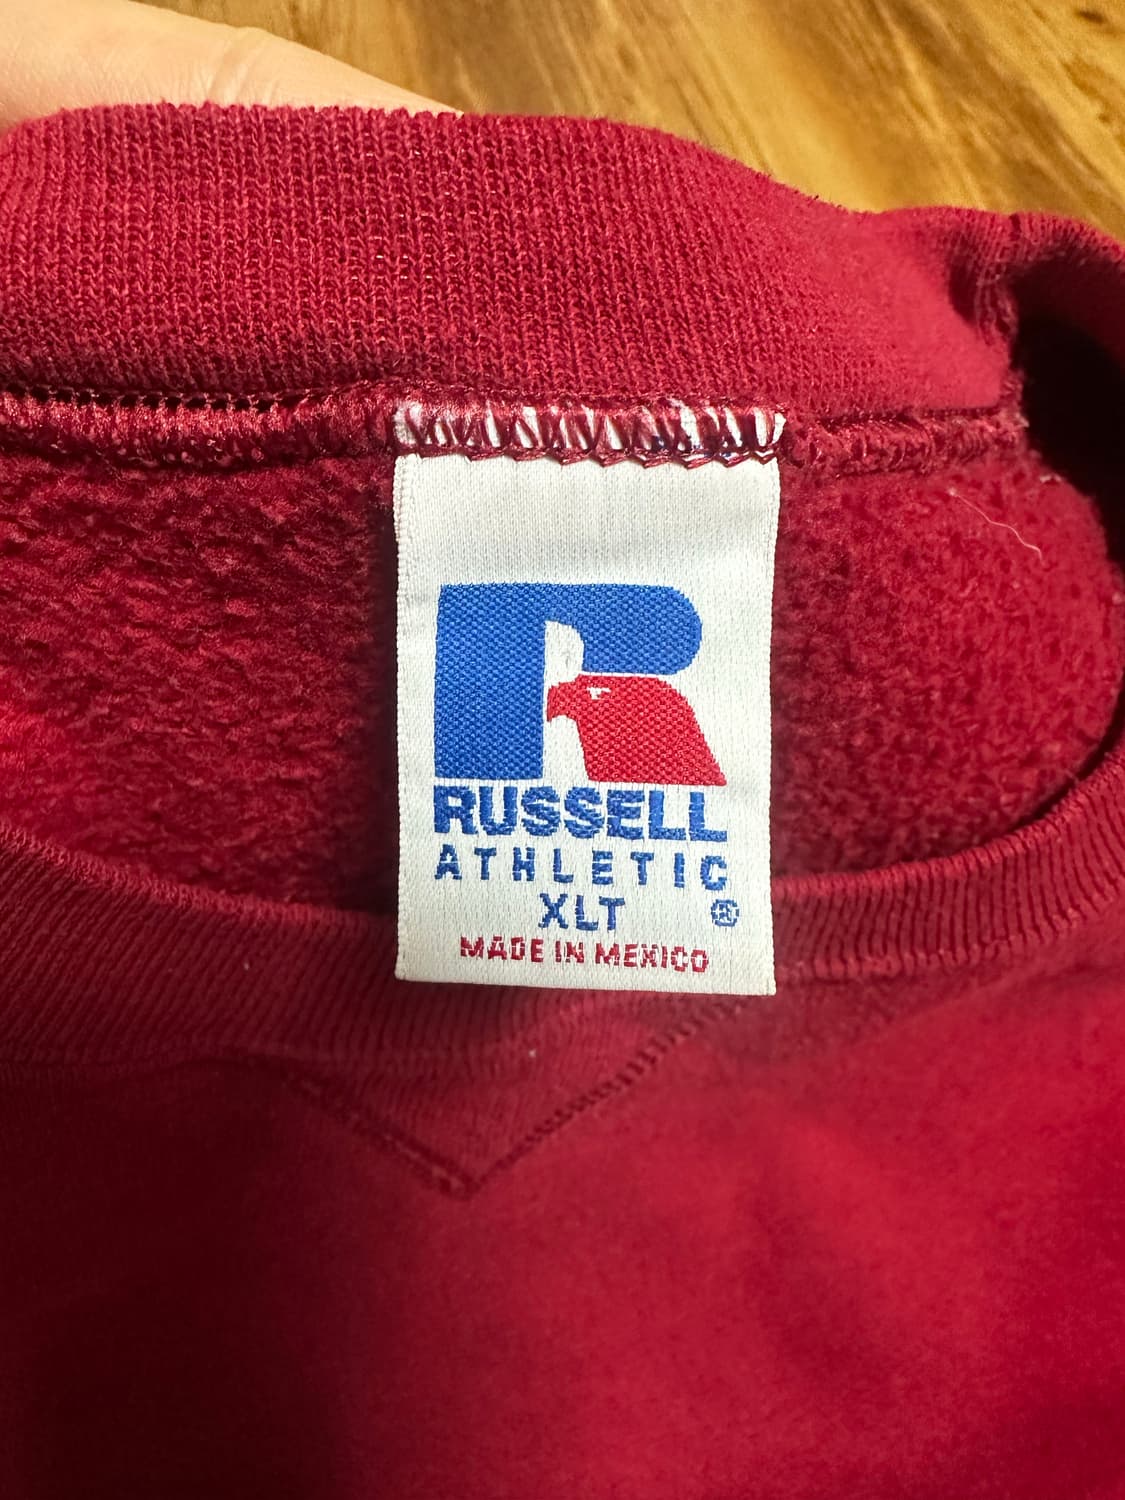 RUSSELL
ATHLETIC
XLT ®
MADE IN MEXICO